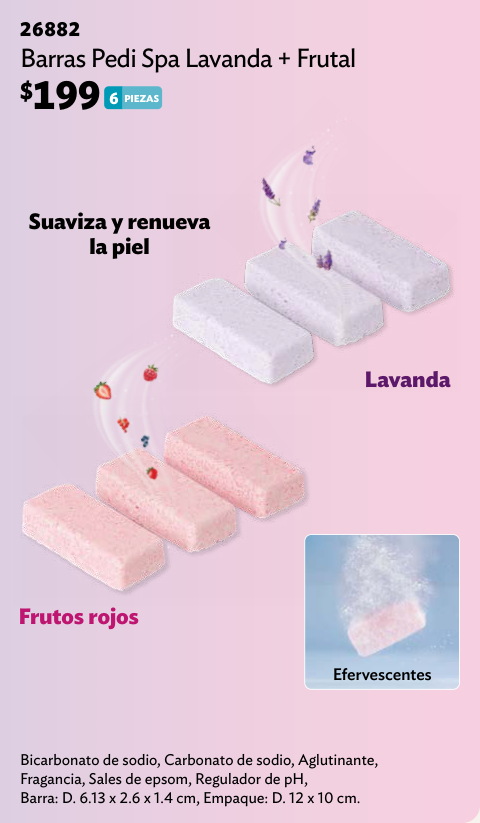 26882
Barras Pedi Spa Lavanda + Frutal
$199 6 PIEZAS
Suaviza y renueva
la piel
Lavanda
Frutos rojos
Efervescentes
Bicarbonato de sodio, Carbonato de sodio, Aglutinante,
Fragancia, Sales de epsom, Regulador de pH,
Barra: D. 6.13 x 2.6 x 1.4 cm, Empaque: D. 12 x 10 cm.